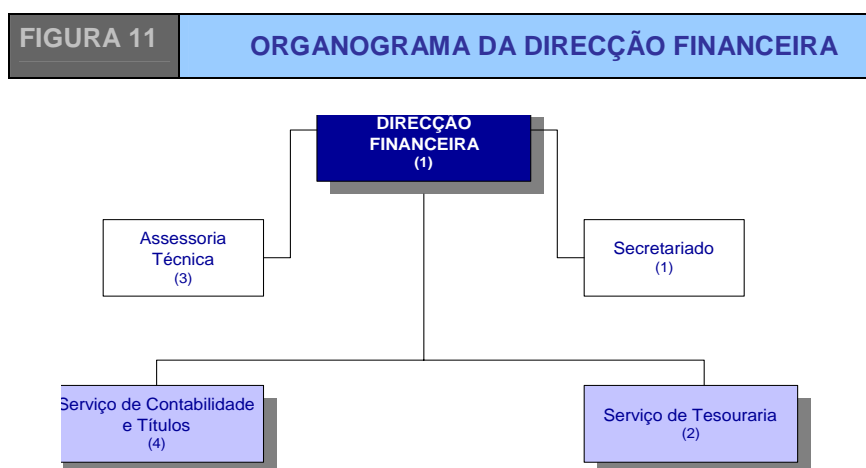 FIGURA 11
ORGANOGRAMA DA DIRECÇÃO FINANCEIRA
DIRECÇÃO
FINANCEIRA
(1)
Assessoria
Técnica
(3)
Secretariado
(1)
Serviço de Contabilidade
e Títulos
(4)
Serviço de Tesouraria
(2)